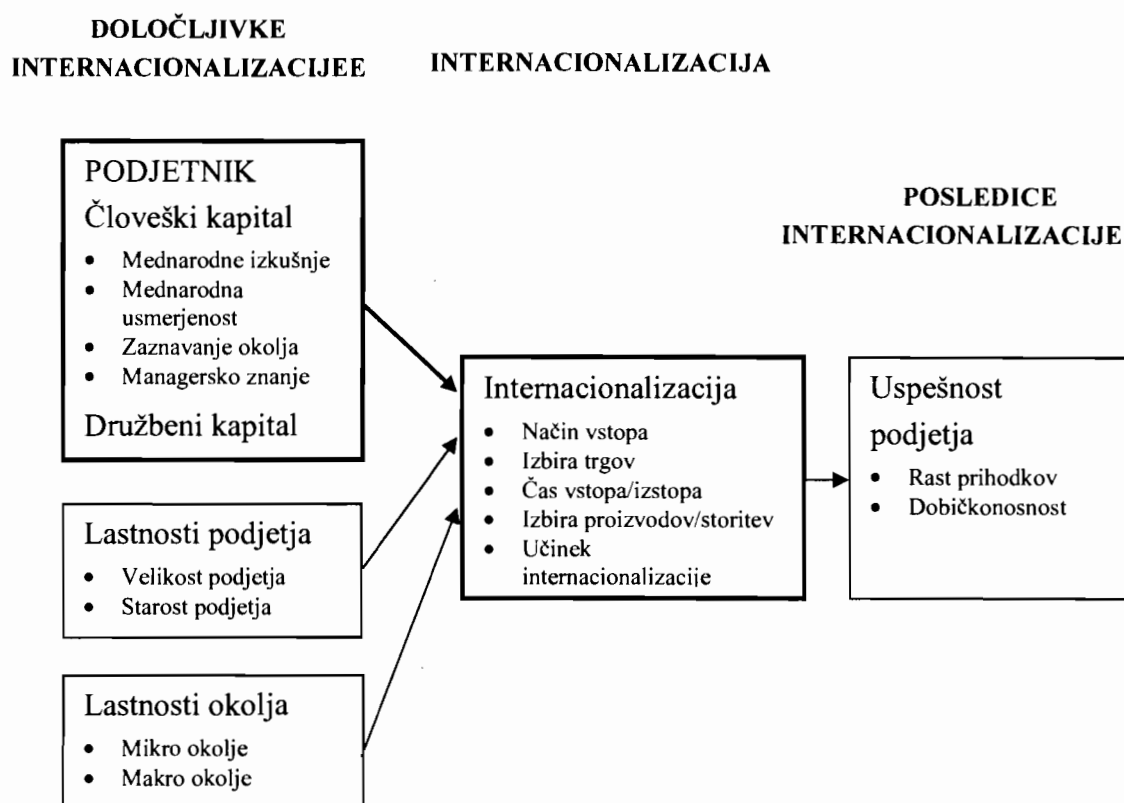 DOLOČLJIVKE
INTERNACIONALIZACIJEE
INTERNACIONALIZACIJA
PODJETNIK
Človeški kapital
• Mednarodne izkušnje
• Mednarodna
usmerjenost
• Zaznavanje okolja
• Managersko znanje
Družbeni kapital
Lastnosti podjetja
• Velikost podjetja
• Starost podjetja
Lastnosti okolja
• Mikro okolje
• Makro okolje
Internacionalizacija
• Način vstopa
• Izbira trgov
• Čas vstopa/izstopa
• Izbira proizvodov/storitev
• Učinek
internacionalizacije
POSLEDICE
INTERNACIONALIZACIJE
Uspešnost
podjetja
• Rast prihodkov
• Dobičkonosnost